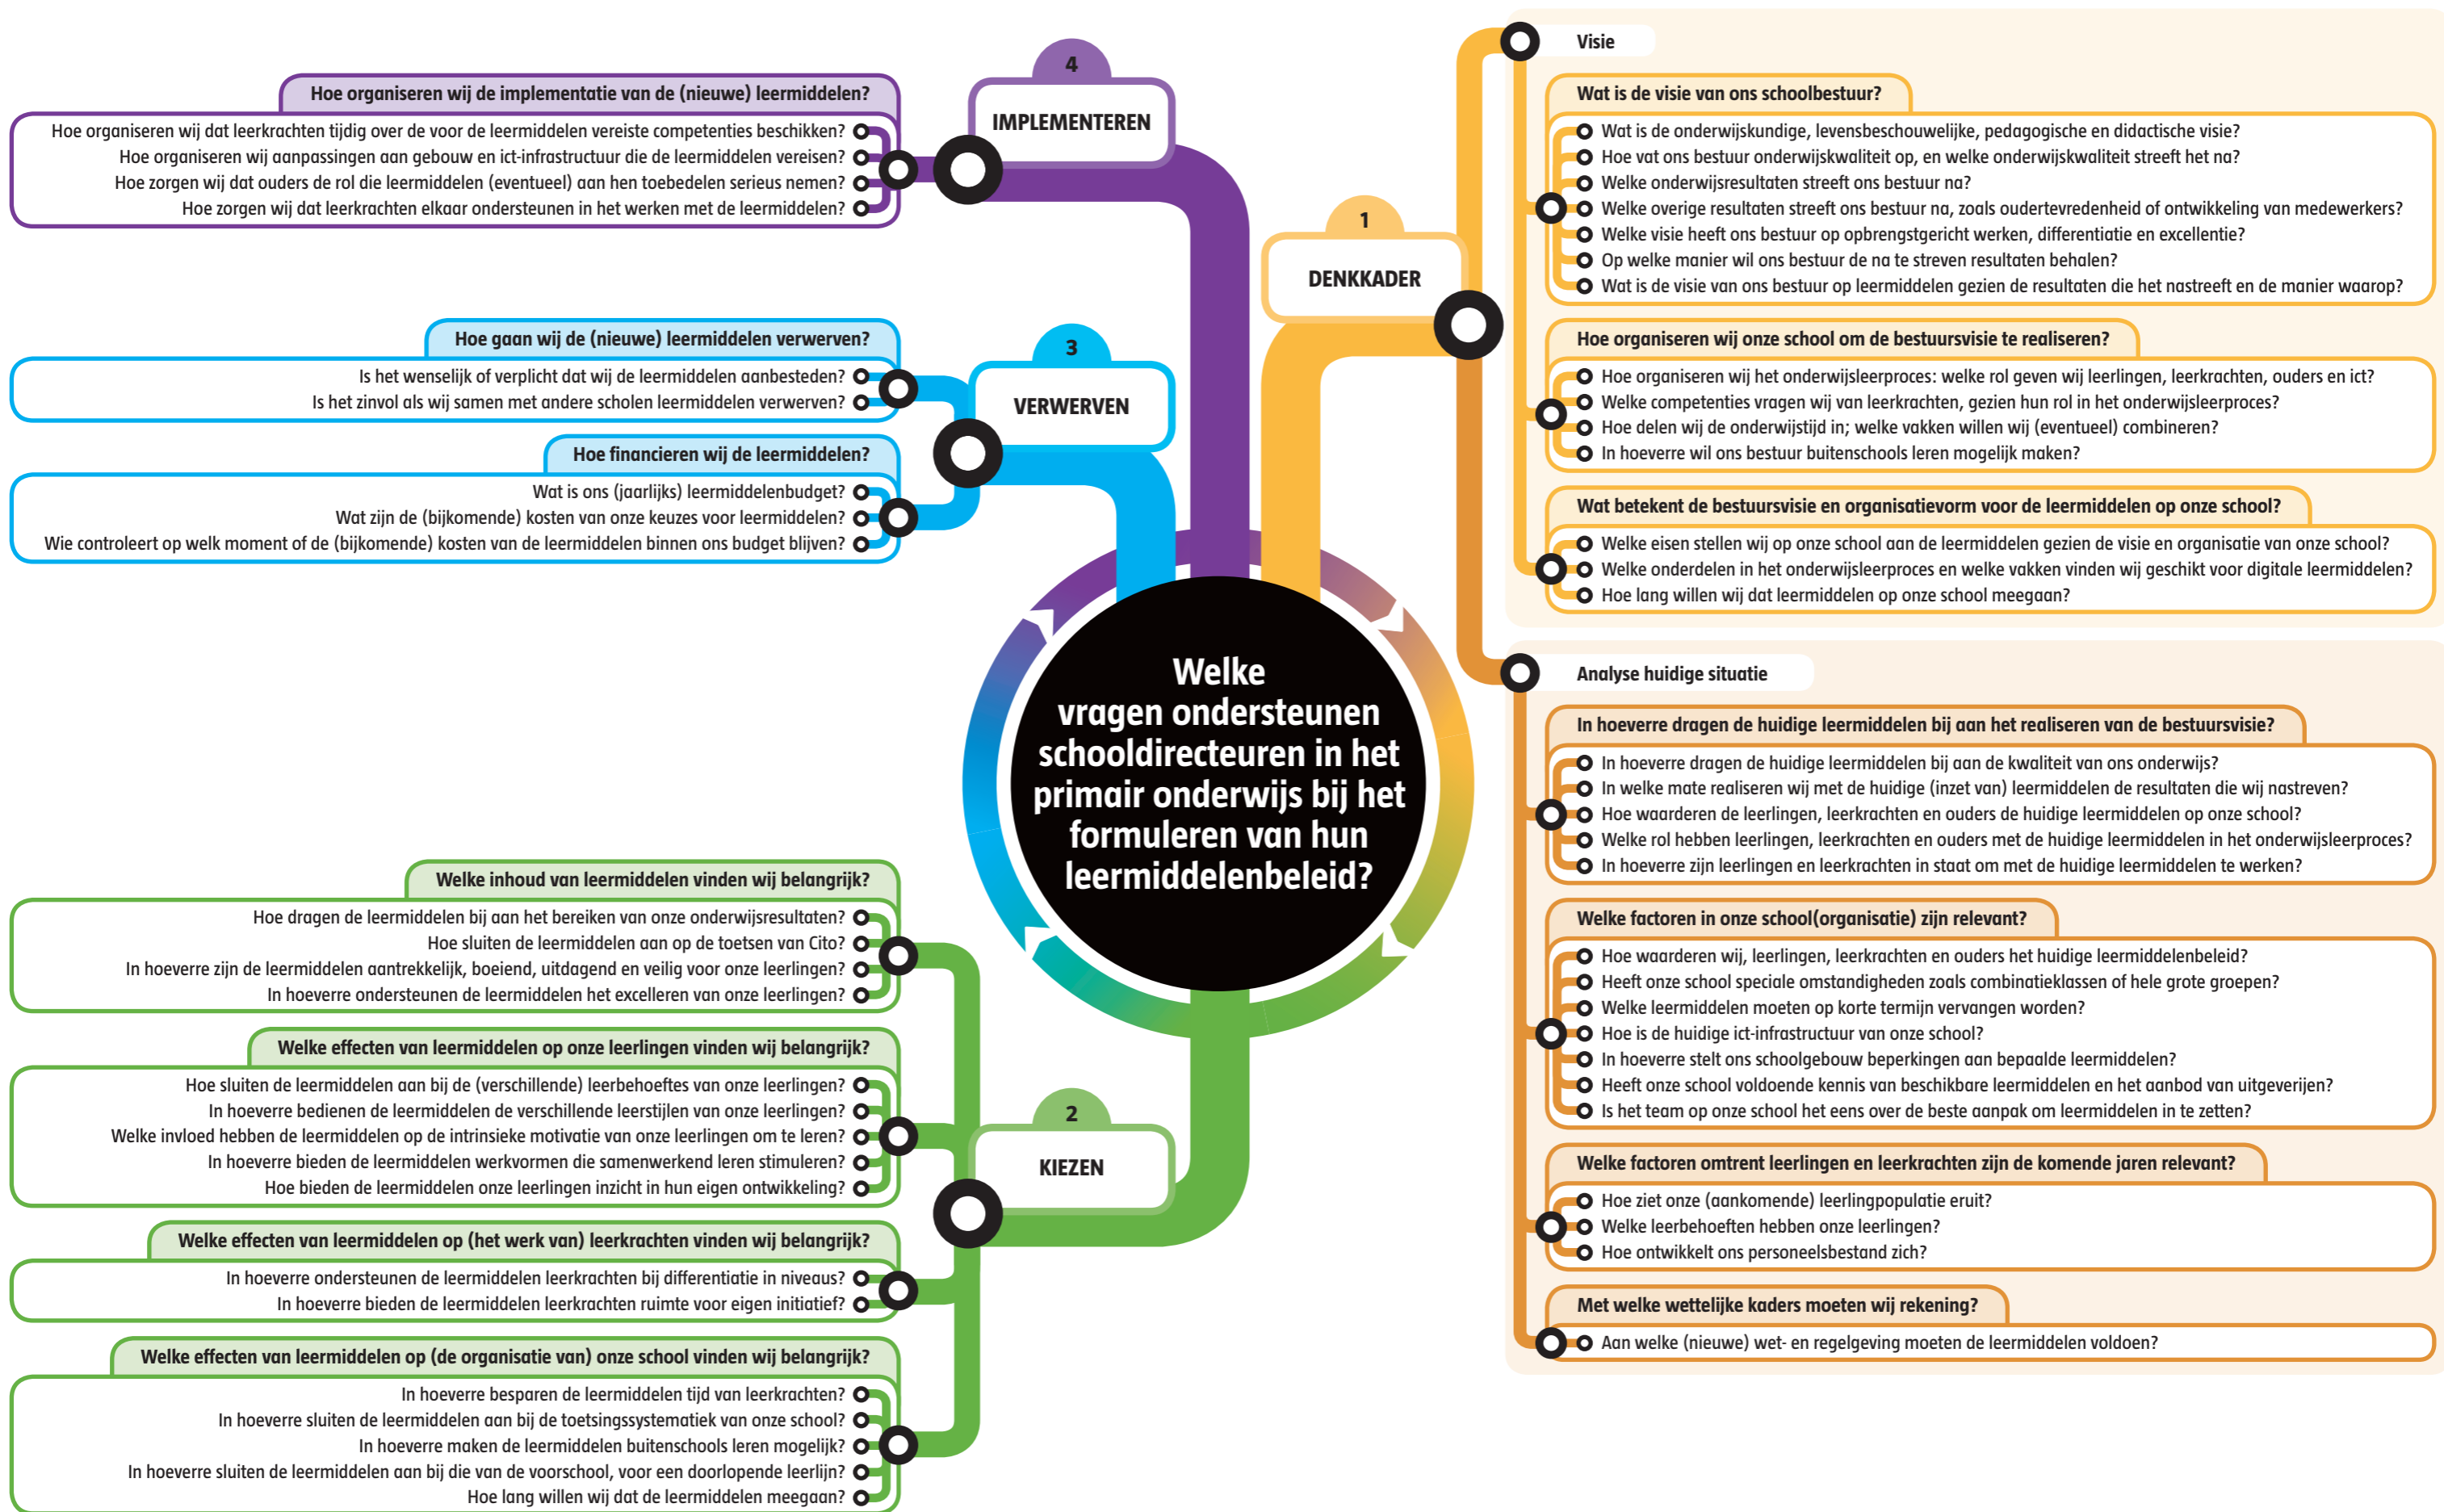 Welke
vragen ondersteunen
schooldirecteuren in het
primair onderwijs bij het
formuleren van hun
leermiddelenbeleid?
1
DENKKADER
Visie
Wat is de visie van ons schoolbestuur?
Wat is de onderwijskundige, levensbeschouwelijke, pedagogische en didactische visie?
Hoe vat ons bestuur onderwijskwaliteit op, en welke onderwijskwaliteit streeft het na?
Welke onderwijsresultaten streeft ons bestuur na?
Welke overige resultaten streeft ons bestuur na, zoals oudertevredenheid of ontwikkeling van medewerkers?
Welke visie heeft ons bestuur op opbrengstgericht werken, differentiatie en excellentie?
Op welke manier wil ons bestuur de na te streven resultaten behalen?
Wat is de visie van ons bestuur op leermiddelen gezien de resultaten die het nastreeft en de manier waarop?
Hoe organiseren wij onze school om de bestuursvisie te realiseren?
Hoe organiseren wij het onderwijsleerproces: welke rol geven wij leerlingen, leerkrachten, ouders en ict?
Welke competenties vragen wij van leerkrachten, gezien hun rol in het onderwijsleerproces?
Hoe delen wij de onderwijstijd in; welke vakken willen wij (eventueel) combineren?
In hoeverre wil ons bestuur buitenschools leren mogelijk maken?
Wat betekent de bestuursvisie en organisatievorm voor de leermiddelen op onze school?
Welke eisen stellen wij op onze school aan de leermiddelen gezien de visie en organisatie van onze school?
Welke onderdelen in het onderwijsleerproces en welke vakken vinden wij geschikt voor digitale leermiddelen?
Hoe lang willen wij dat leermiddelen op onze school meegaan?
Analyse huidige situatie
In hoeverre dragen de huidige leermiddelen bij aan het realiseren van de bestuursvisie?
In hoeverre dragen de huidige leermiddelen bij aan de kwaliteit van ons onderwijs?
In welke mate realiseren wij met de huidige (inzet van) leermiddelen de resultaten die wij nastreven?
Hoe waarderen de leerlingen, leerkrachten en ouders de huidige leermiddelen op onze school?
Welke rol hebben leerlingen, leerkrachten en ouders met de huidige leermiddelen in het onderwijsleerproces?
In hoeverre zijn leerlingen en leerkrachten in staat om met de huidige leermiddelen te werken?
Welke factoren in onze school(organisatie) zijn relevant?
Hoe waarderen wij, leerlingen, leerkrachten en ouders het huidige leermiddelenbeleid?
Heeft onze school speciale omstandigheden zoals combinatieklassen of hele grote groepen?
Welke leermiddelen moeten op korte termijn vervangen worden?
Hoe is de huidige ict-infrastructuur van onze school?
In hoeverre stelt ons schoolgebouw beperkingen aan bepaalde leermiddelen?
Heeft onze school voldoende kennis van beschikbare leermiddelen en het aanbod van uitgeverijen?
Is het team op onze school het eens over de beste aanpak om leermiddelen in te zetten?
Welke factoren omtrent leerlingen en leerkrachten zijn de komende jaren relevant?
Hoe ziet onze (aankomende) leerlingpopulatie eruit?
Welke leerbehoeften hebben onze leerlingen?
Hoe ontwikkelt ons personeelsbestand zich?
Met welke wettelijke kaders moeten wij rekening?
Aan welke (nieuwe) wet- en regelgeving moeten de leermiddelen voldoen?
2
KIEZEN
Welke inhoud van leermiddelen vinden wij belangrijk?
Hoe dragen de leermiddelen bij aan het bereiken van onze onderwijsresultaten?
Hoe sluiten de leermiddelen aan op de toetsen van Cito?
In hoeverre zijn de leermiddelen aantrekkelijk, boeiend, uitdagend en veilig voor onze leerlingen?
In hoeverre ondersteunen de leermiddelen het excelleren van onze leerlingen?
Welke effecten van leermiddelen op onze leerlingen vinden wij belangrijk?
Hoe sluiten de leermiddelen aan bij de (verschillende) leerbehoeftes van onze leerlingen?
In hoeverre bedienen de leermiddelen de verschillende leerstijlen van onze leerlingen?
Welke invloed hebben de leermiddelen op de intrinsieke motivatie van onze leerlingen om te leren?
In hoeverre bieden de leermiddelen werkvormen die samenwerkend leren stimuleren?
Hoe bieden de leermiddelen onze leerlingen inzicht in hun eigen ontwikkeling?
Welke effecten van leermiddelen op (het werk van) leerkrachten vinden wij belangrijk?
In hoeverre ondersteunen de leermiddelen leerkrachten bij differentiatie in niveaus?
In hoeverre bieden de leermiddelen leerkrachten ruimte voor eigen initiatief?
Welke effecten van leermiddelen op (de organisatie van) onze school vinden wij belangrijk?
In hoeverre besparen de leermiddelen tijd van leerkrachten?
In hoeverre sluiten de leermiddelen aan bij de toetsingssystematiek van onze school?
In hoeverre maken de leermiddelen buitenschools leren mogelijk?
In hoeverre sluiten de leermiddelen aan bij die van de voorschool, voor een doorlopende leerlijn?
Hoe lang willen wij dat de leermiddelen meegaan?
3
VERWERVEN
Hoe gaan wij de (nieuwe) leermiddelen verwerven?
Is het wenselijk of verplicht dat wij de leermiddelen aanbesteden?
Is het zinvol als wij samen met andere scholen leermiddelen verwerven?
Hoe financieren wij de leermiddelen?
Wat is ons (jaarlijks) leermiddelenbudget?
Wat zijn de (bijkomende) kosten van onze keuzes voor leermiddelen?
Wie controleert op welk moment of de (bijkomende) kosten van de leermiddelen binnen ons budget blijven?
4
IMPLEMENTEREN
Hoe organiseren wij de implementatie van de (nieuwe) leermiddelen?
Hoe organiseren wij dat leerkrachten tijdig over de voor de leermiddelen vereiste competenties beschikken?
Hoe organiseren wij aanpassingen aan gebouw en ict-infrastructuur die de leermiddelen vereisen?
Hoe zorgen wij dat ouders de rol die leermiddelen (eventueel) aan hen toebedelen serieus nemen?
Hoe zorgen wij dat leerkrachten elkaar ondersteunen in het werken met de leermiddelen?